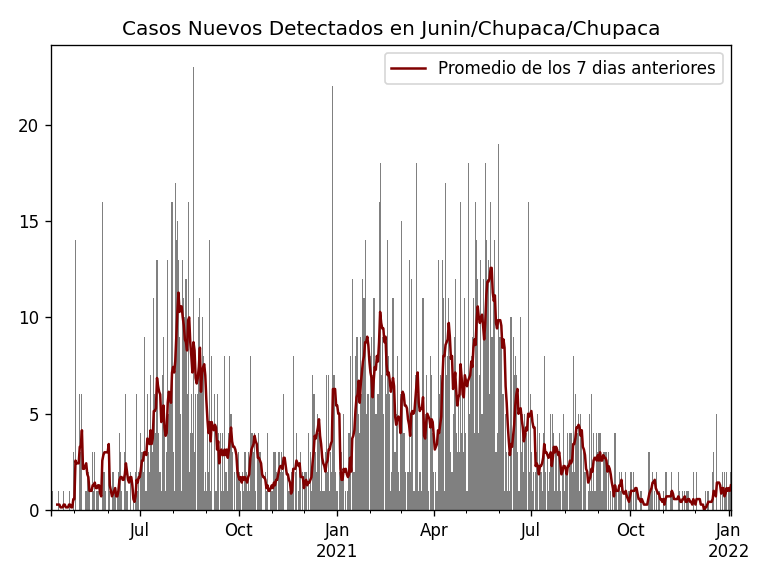 Casos Nuevos Detectados en Junin/Chupaca/Chupaca
Promedio de los 7 dias anteriores
20
15
10
5
0
Jul
Oct
Jan
2021
Apr
Jul
Oct
Jan
2022